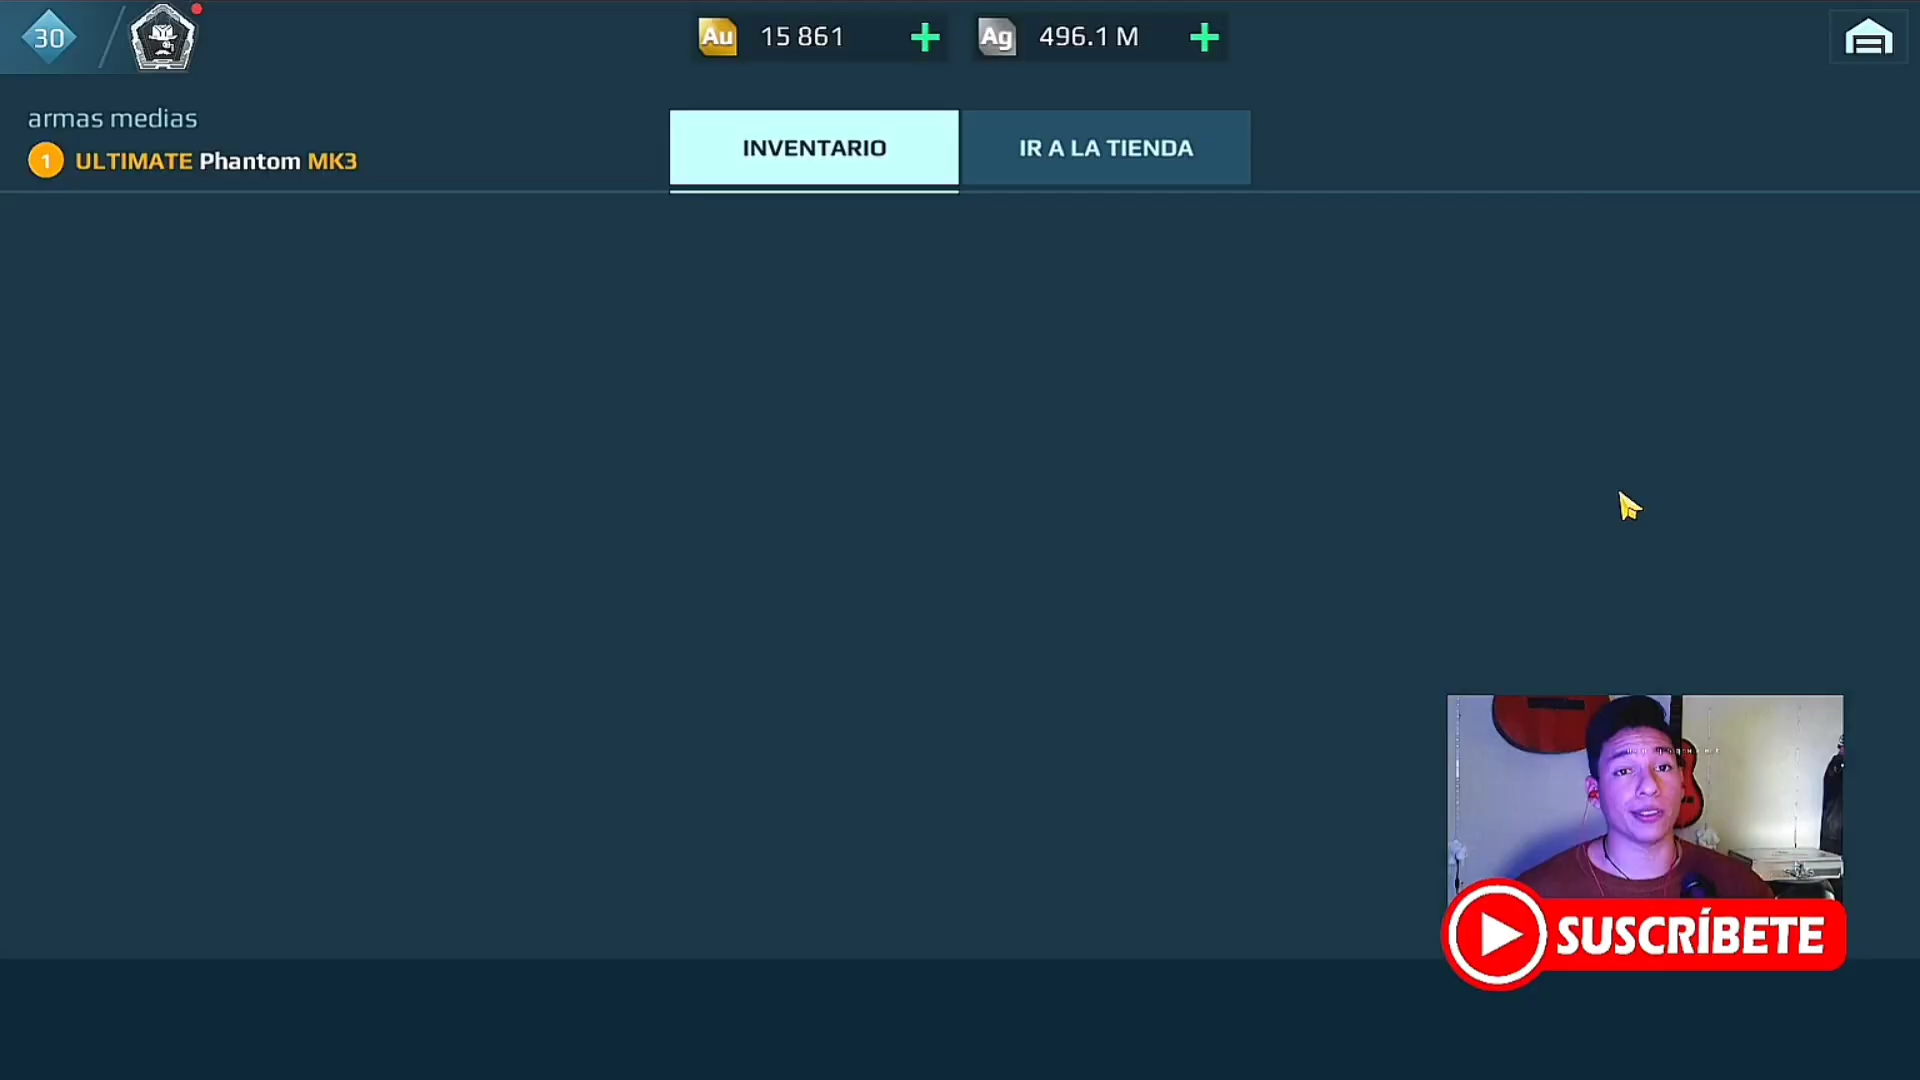 30
Au 15 861
Ag 496.1 M
armas medias
1 ULTIMATE Phantom MK3
INVENTARIO
IR A LA TIENDA
SUSCRÍBETE